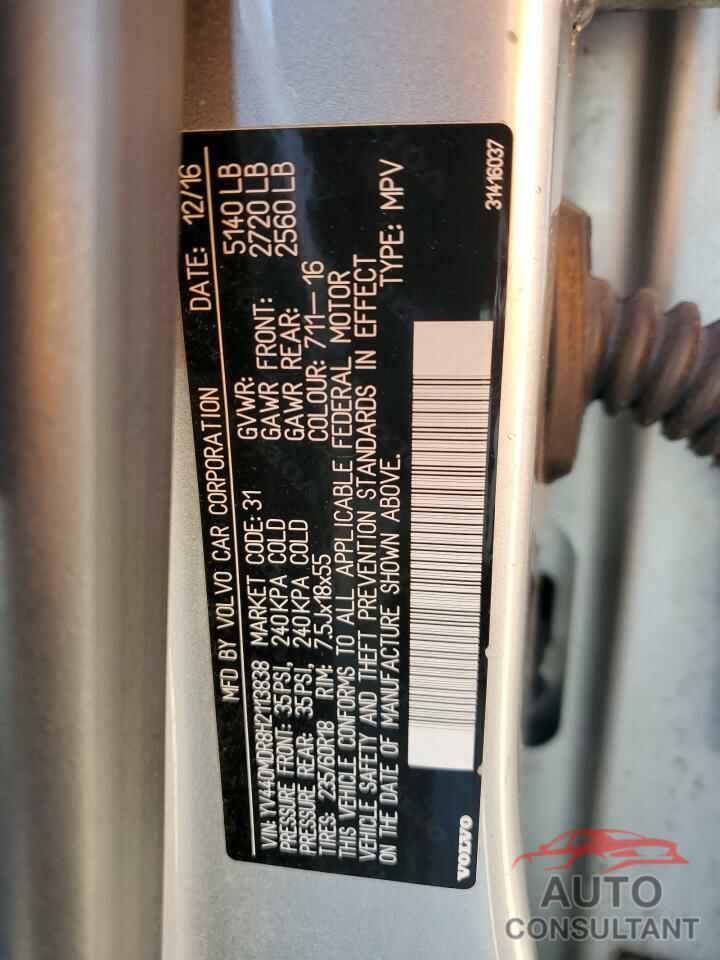 MFD BY VOLVO CAR CORPORATION DATE: 12/16
VIN: YV440MDR8H2113838 MARKET CODE: 31 GVWR: 5140 LB
PRESSURE FRONT: 35PSI, 240KPA COLD GAWR FRONT: 2720 LB
PRESSURE REAR: 35PSI, 240KPA COLD GAWR REAR: 2560 LB
TIRES: 235/60R18 RIM: 7.5Jx18x55 COLOUR: 711-16
THIS VEHICLE CONFORMS TO ALL APPLICABLE FEDERAL MOTOR
VEHICLE SAFETY AND THEFT PREVENTION STANDARDS IN EFFECT
ON THE DATE OF MANUFACTURE SHOWN ABOVE. TYPE: MPV
VOLVO
31416037
AUTO
CONSULTANT